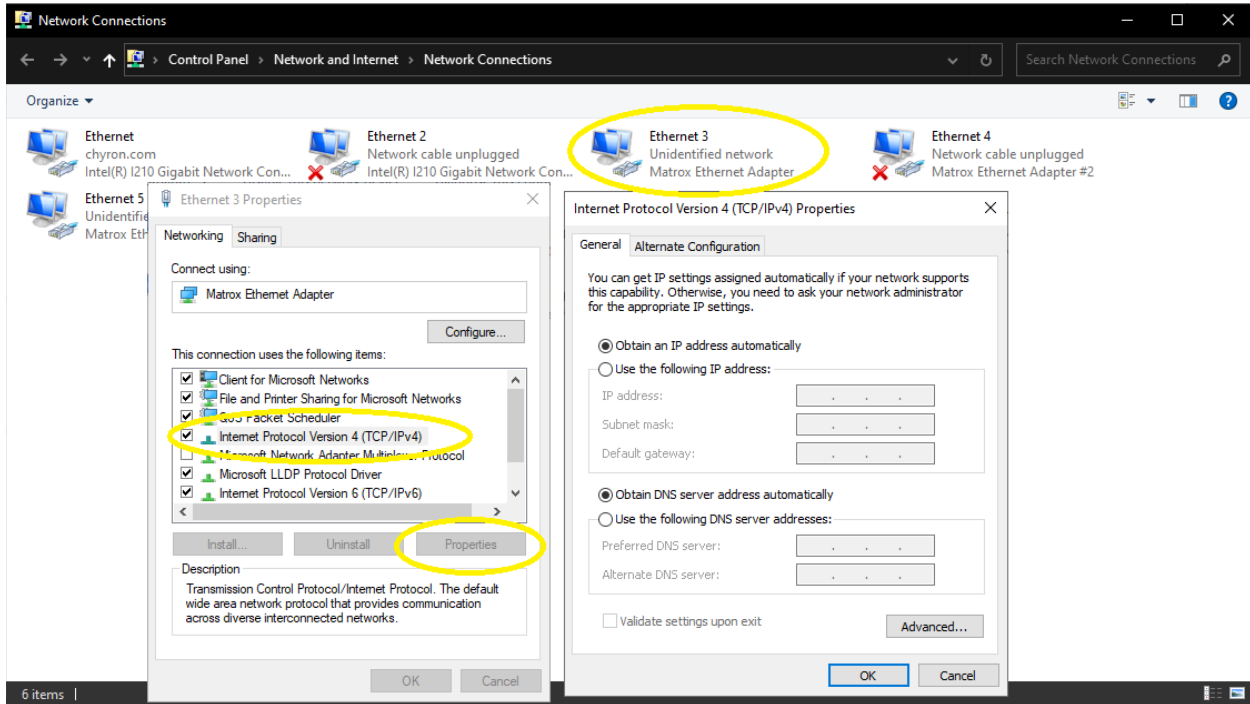 Network Connections
Control Panel > Network and Internet > Network Connections
Search Network Connections
Organize
Ethernet
chyron.com
Intel(R) I210 Gigabit Network Con...
Ethernet 2
Network cable unplugged
Intel(R) I210 Gigabit Network Con...
Ethernet 3
Unidentified network
Matrox Ethernet Adapter
Ethernet 4
Network cable unplugged
Matrox Ethernet Adapter #2
Ethernet 5
Unidentifie
Matrox Eth
Ethernet 3 Properties
Networking
Sharing
Connect using:
Matrox Ethernet Adapter
Configure...
This connection uses the following items:
Client for Microsoft Networks
File and Printer Sharing for Microsoft Networks
QoS Packet Scheduler
Internet Protocol Version 4 (TCP/IPv4)
Microsoft Network Adapter Multiplexor Protocol
Microsoft LLDP Protocol Driver
Internet Protocol Version 6 (TCP/IPv6)
Install...
Uninstall
Properties
Description
Transmission Control Protocol/Internet Protocol. The default
wide area network protocol that provides communication
across diverse interconnected networks.
OK
Cancel
Internet Protocol Version 4 (TCP/IPv4) Properties
General
Alternate Configuration
You can get IP settings assigned automatically if your network supports
this capability. Otherwise, you need to ask your network administrator
for the appropriate IP settings.
Obtain an IP address automatically
Use the following IP address:
IP address:
Subnet mask:
Default gateway:
Obtain DNS server address automatically
Use the following DNS server addresses:
Preferred DNS server:
Alternate DNS server:
Validate settings upon exit
Advanced...
OK
Cancel
6 items